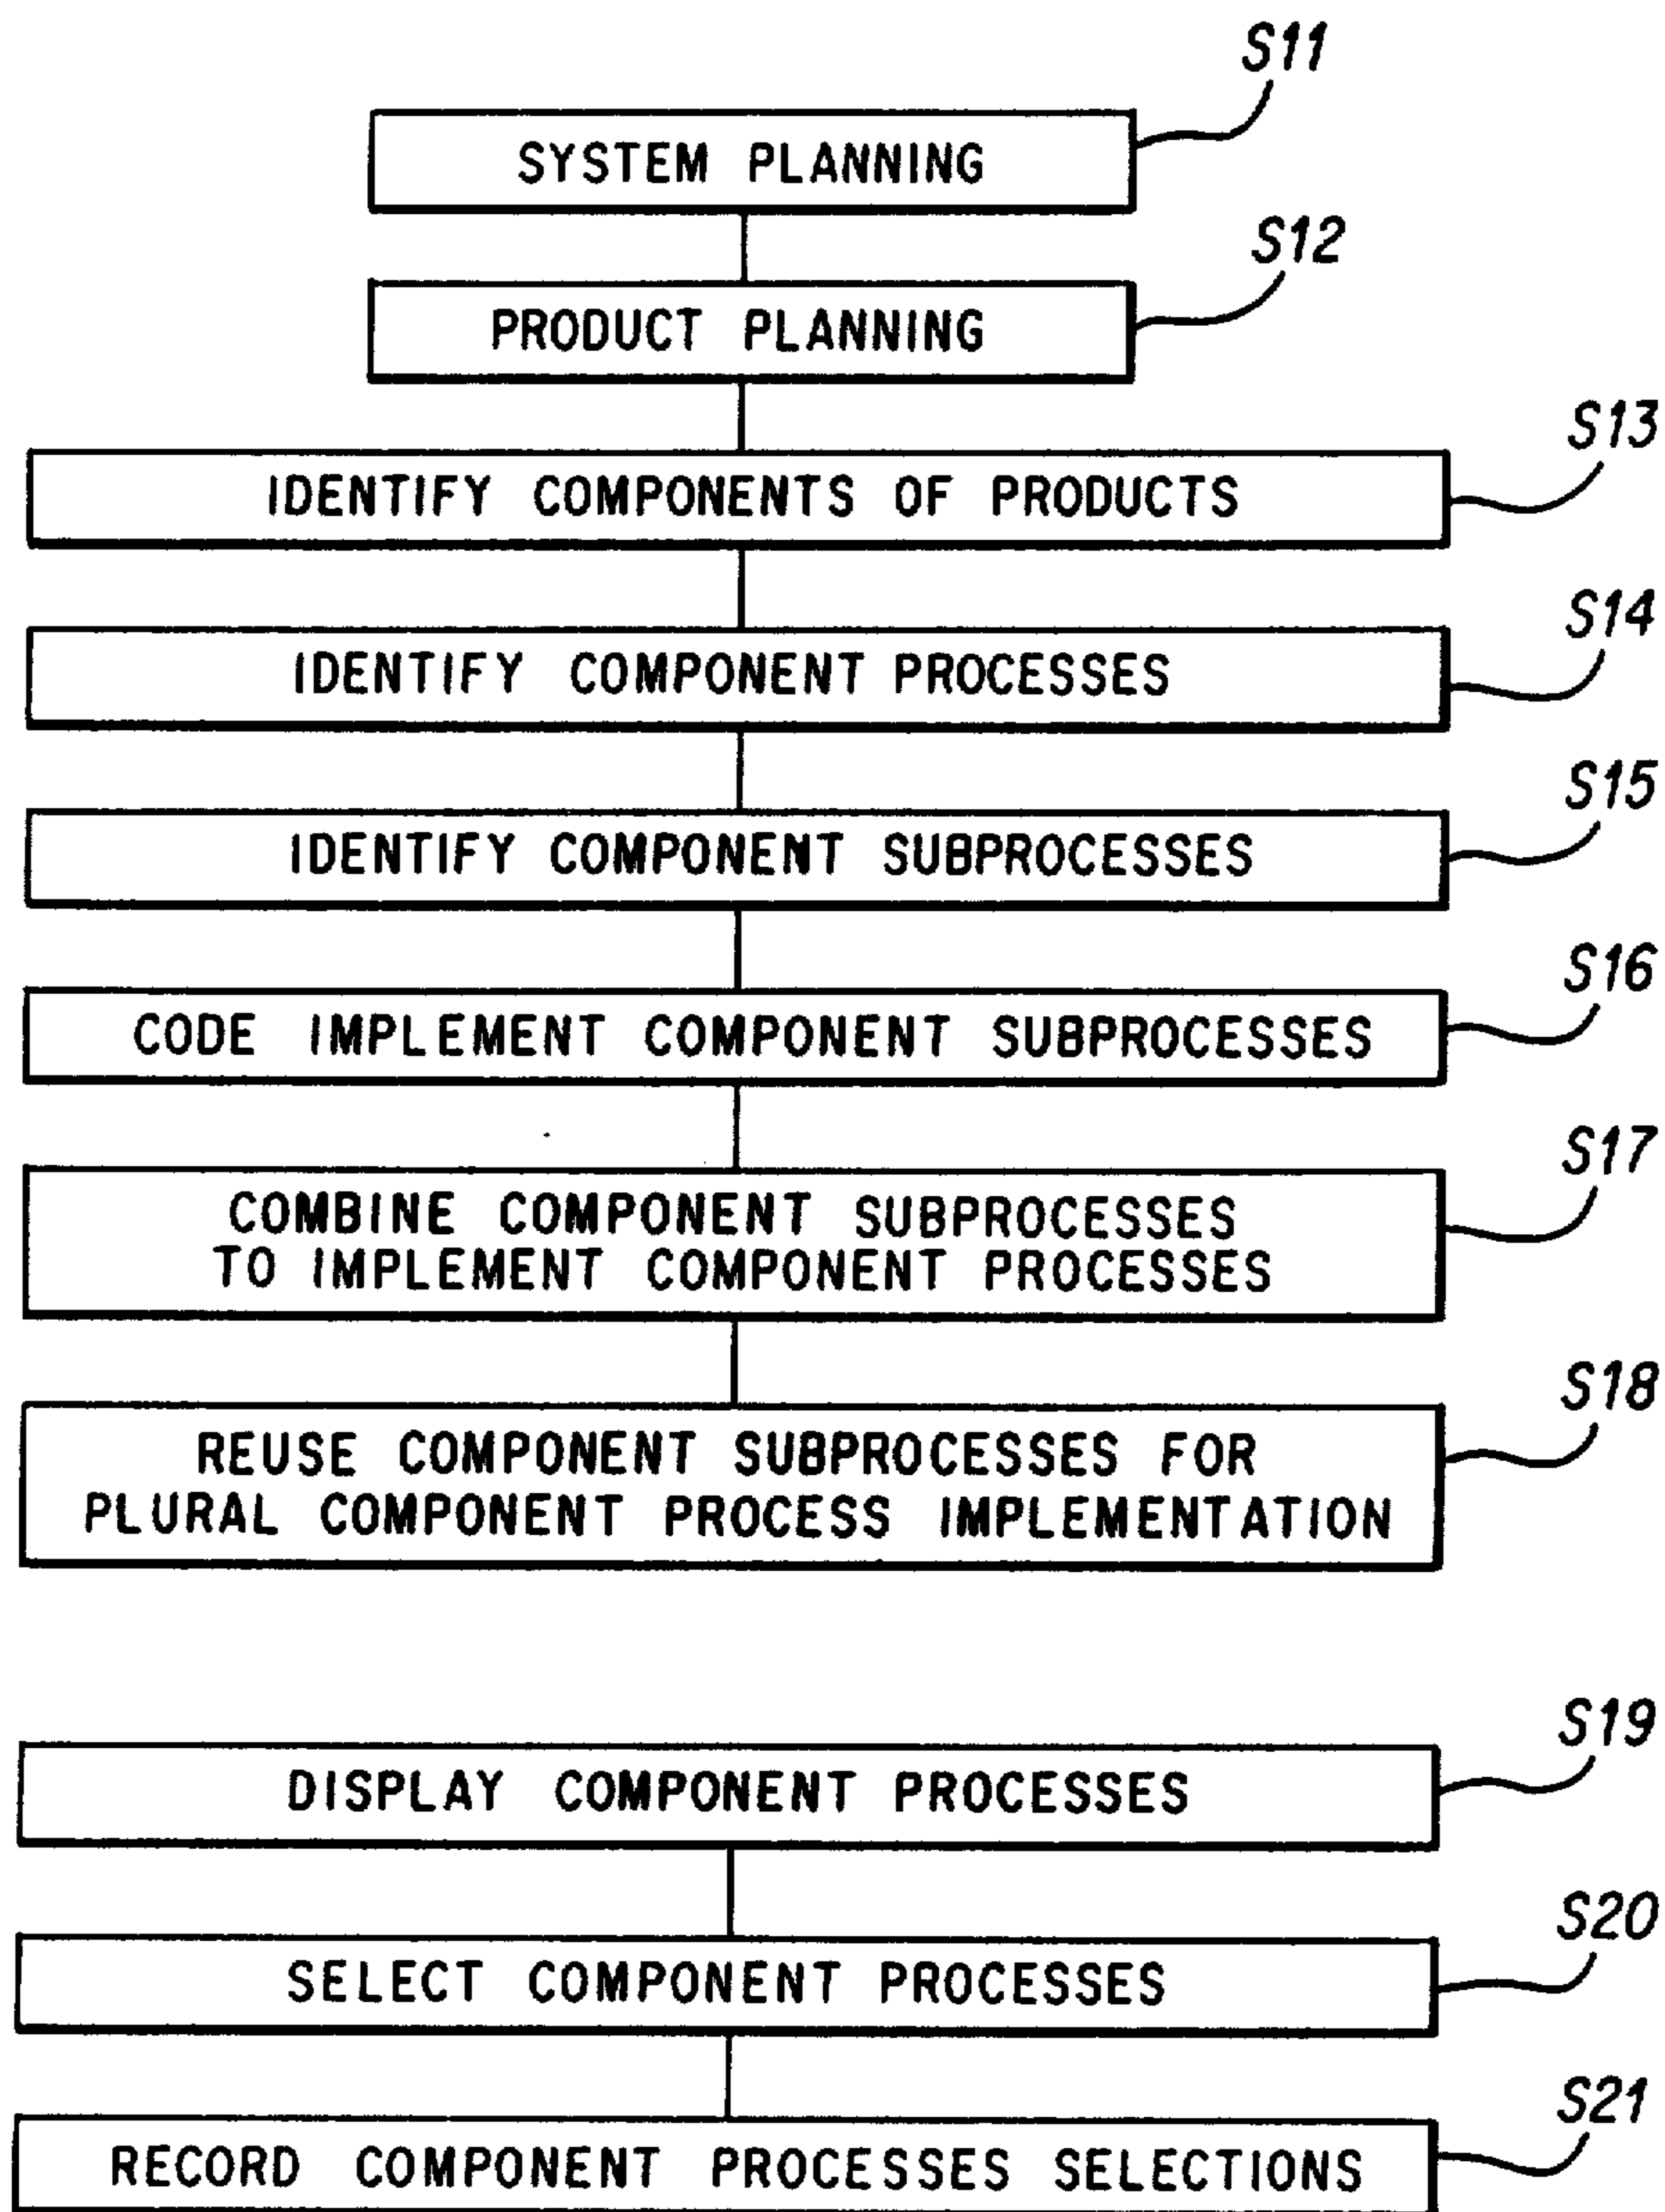 S11
SYSTEM PLANNING
S12
PRODUCT PLANNING
S13
IDENTIFY COMPONENTS OF PRODUCTS
S14
IDENTIFY COMPONENT PROCESSES
S15
IDENTIFY COMPONENT SUBPROCESSES
S16
CODE IMPLEMENT COMPONENT SUBPROCESSES
S17
COMBINE COMPONENT SUBPROCESSES
TO IMPLEMENT COMPONENT PROCESSES
S18
REUSE COMPONENT SUBPROCESSES FOR
PLURAL COMPONENT PROCESS IMPLEMENTATION
S19
DISPLAY COMPONENT PROCESSES
S20
SELECT COMPONENT PROCESSES
S21
RECORD COMPONENT PROCESSES SELECTIONS